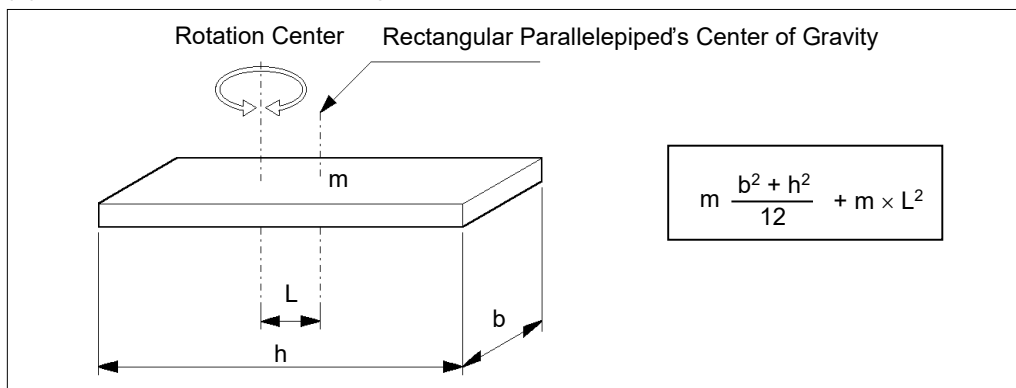 Rotation Center
Rectangular Parallelepiped's Center of Gravity
m
m b² + h² / 12 + m × L²
L
b
h